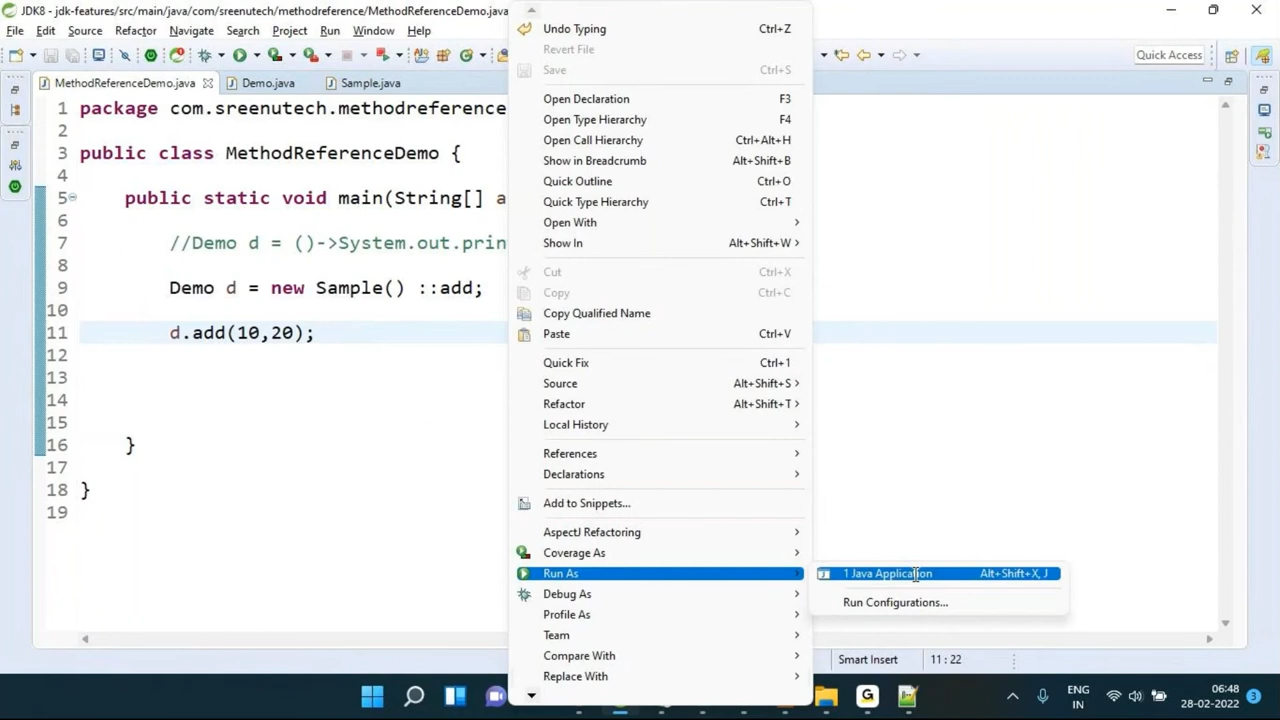 JDK8 - jdk-features/src/main/java/com/sreenutech/methodreference/MethodReferenceDemo.java
File Edit Source Refactor Navigate Search Project Run Window Help
Quick Access
MethodReferenceDemo.java Demo.java Sample.java
1 package com.sreenutech.methodreference
2
3 public class MethodReferenceDemo {
4
5 public static void main(String[] a
6
7 //Demo d = ()->System.out.prin
8
9 Demo d = new Sample() ::add;
10
11 d.add(10,20);
12
13
14
15
16 }
17
18 }
19
Undo Typing Ctrl+Z
Revert File
Save Ctrl+S
Open Declaration F3
Open Type Hierarchy F4
Open Call Hierarchy Ctrl+Alt+H
Show in Breadcrumb Alt+Shift+B
Quick Outline Ctrl+O
Quick Type Hierarchy Ctrl+T
Open With
Show In Alt+Shift+W
Cut Ctrl+X
Copy Ctrl+C
Copy Qualified Name
Paste Ctrl+V
Quick Fix Ctrl+1
Source Alt+Shift+S
Refactor Alt+Shift+T
Local History
References
Declarations
Add to Snippets...
AspectJ Refactoring
Coverage As
Run As
Debug As
Profile As
Team
Compare With
Replace With
1 Java Application Alt+Shift+X, J
Run Configurations...
Smart Insert 11 : 22
ENG
IN
06:48
28-02-2022
3